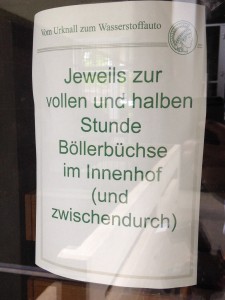 Vom Urknall zum Wasserstoffauto
Jeweils zur
vollen und halben
Stunde
Böllerbüchse
im Innenhof
(und
zwischendurch)